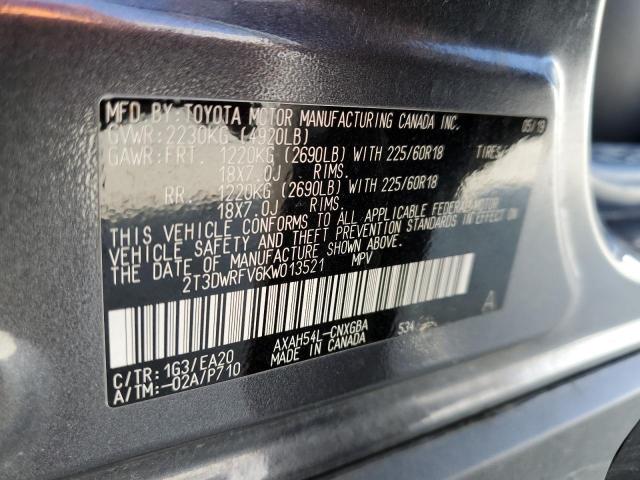 MFD BY: TOYOTA MOTOR MANUFACTURING CANADA INC. 05/19
GVWR: 2230KG (4920LB)
GAWR: FRT. 1220KG (2690LB) WITH 225/60R18 TIRES,
18X7.0J RIMS.
RR. 1220KG (2690LB) WITH 225/60R18
18X7.0J RIMS.
THIS VEHICLE CONFORMS TO ALL APPLICABLE FEDERAL MOTOR
VEHICLE SAFETY AND THEFT PREVENTION STANDARDS IN EFFECT ON
THE DATE OF MANUFACTURE SHOWN ABOVE.
2T3DWRFV6KW013521 MPV
A
AXAH54L-CNXGBA 534
MADE IN CANADA
C/TR: 1G3/EA20
A/TM: -02A/P710